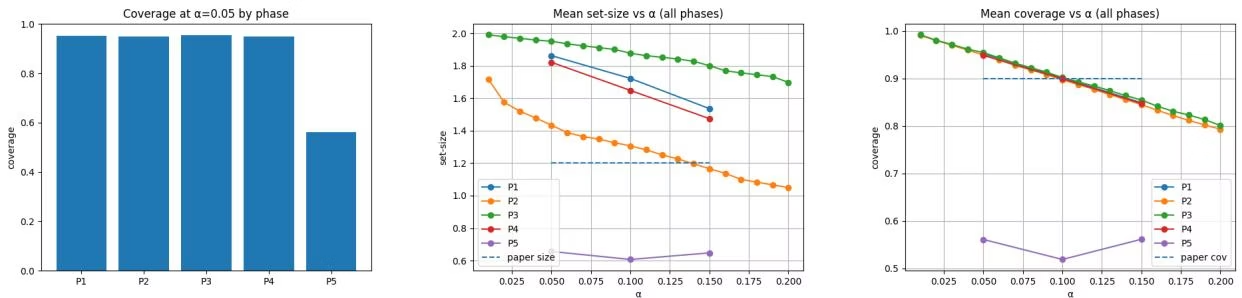 Coverage at α=0.05 by phase
coverage
1.0
0.8
0.6
0.4
0.2
0.0
P1 P2 P3 P4 P5
Mean set-size vs α (all phases)
set-size
2.0
1.8
1.6
1.4
1.2
1.0
0.8
0.6
P1
P2
P3
P4
P5
paper size
0.025 0.050 0.075 0.100 0.125 0.150 0.175 0.200
α
Mean coverage vs α (all phases)
coverage
1.0
0.9
0.8
0.7
0.6
0.5
P1
P2
P3
P4
P5
paper cov
0.025 0.050 0.075 0.100 0.125 0.150 0.175 0.200
α